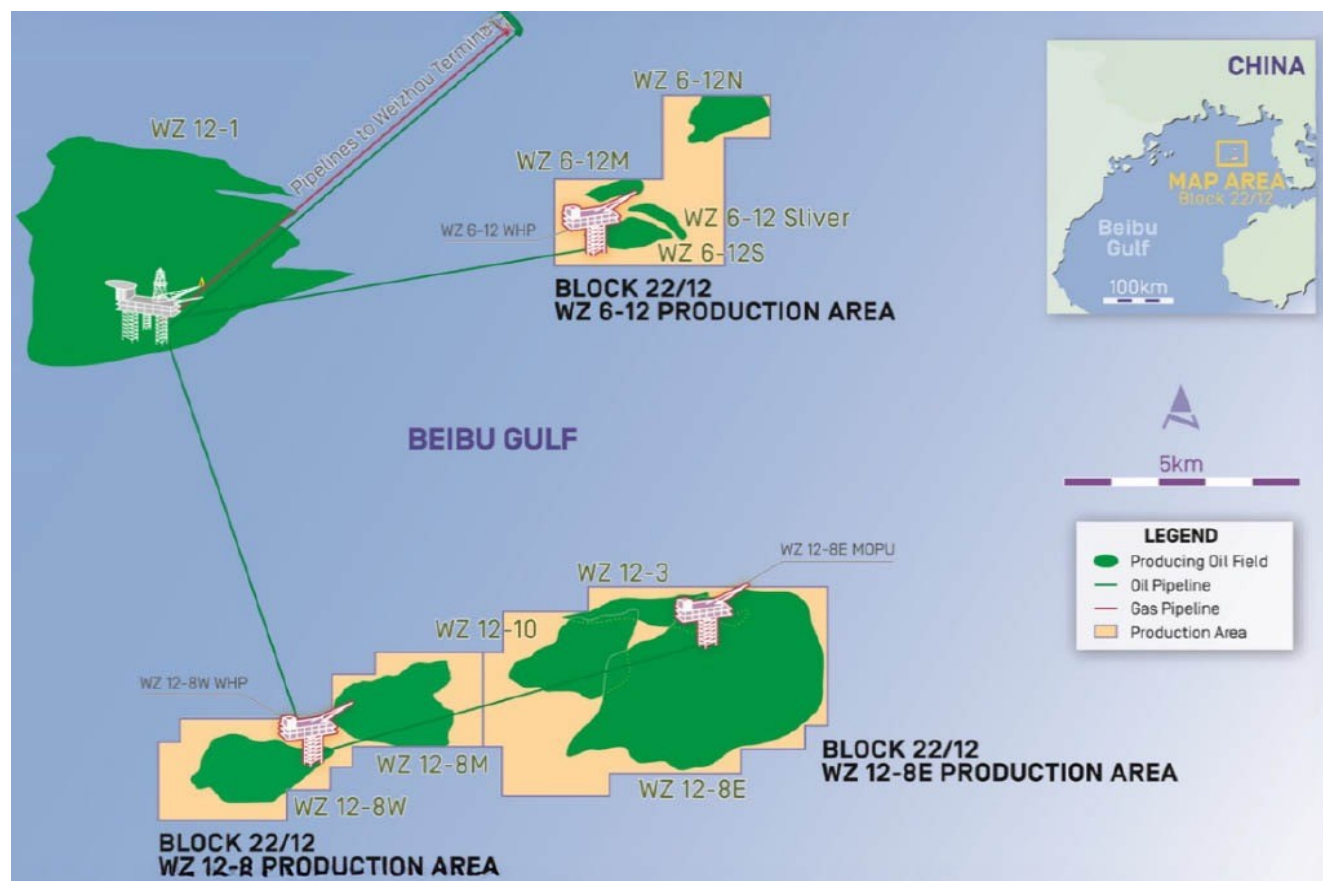 Pipelines to Weizhou Terminal
WZ 12-1
WZ 6-12N
WZ 6-12M
WZ 6-12 WHP
WZ 6-12 Sliver
WZ 6-12S
BLOCK 22/12
WZ 6-12 PRODUCTION AREA
CHINA
MAP AREA
Block 22/12
Beibu
Gulf
100km
BEIBU GULF
5km
LEGEND
Producing Oil Field
Oil Pipeline
Gas Pipeline
Production Area
WZ 12-8E MOPU
WZ 12-3
WZ 12-10
WZ 12-8W WHP
WZ 12-8M
WZ 12-8W
WZ 12-8E
BLOCK 22/12
WZ 12-8E PRODUCTION AREA
BLOCK 22/12
WZ 12-8 PRODUCTION AREA